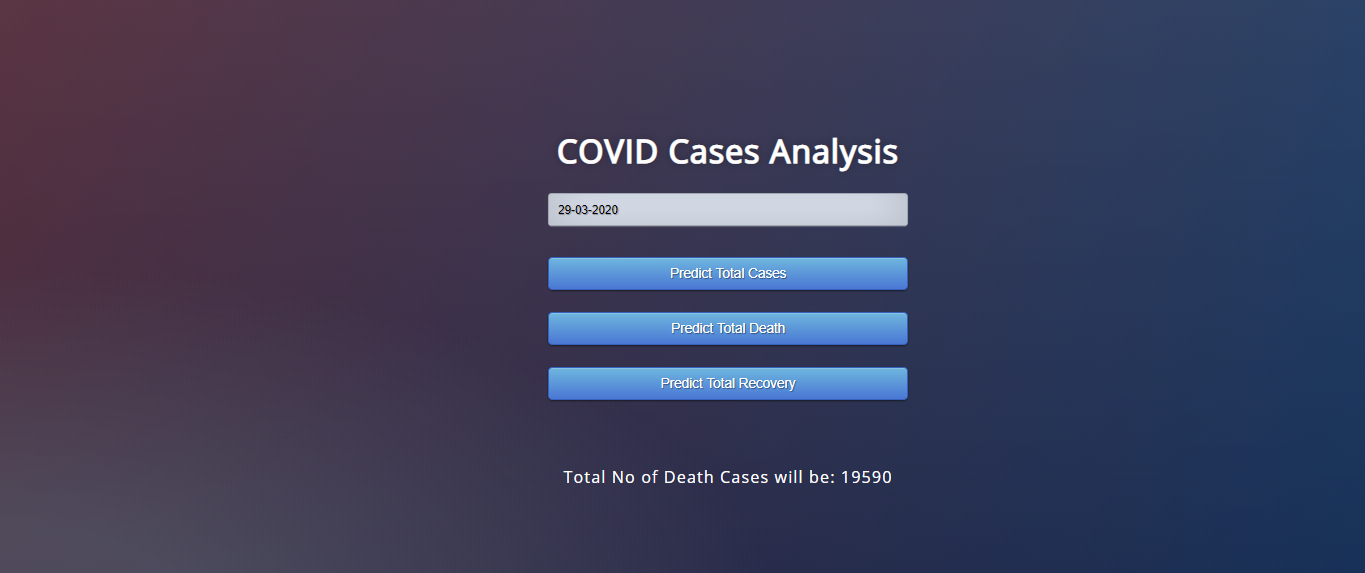 COVID Cases Analysis
29-03-2020
Predict Total Cases
Predict Total Death
Predict Total Recovery
Total No of Death Cases will be: 19590